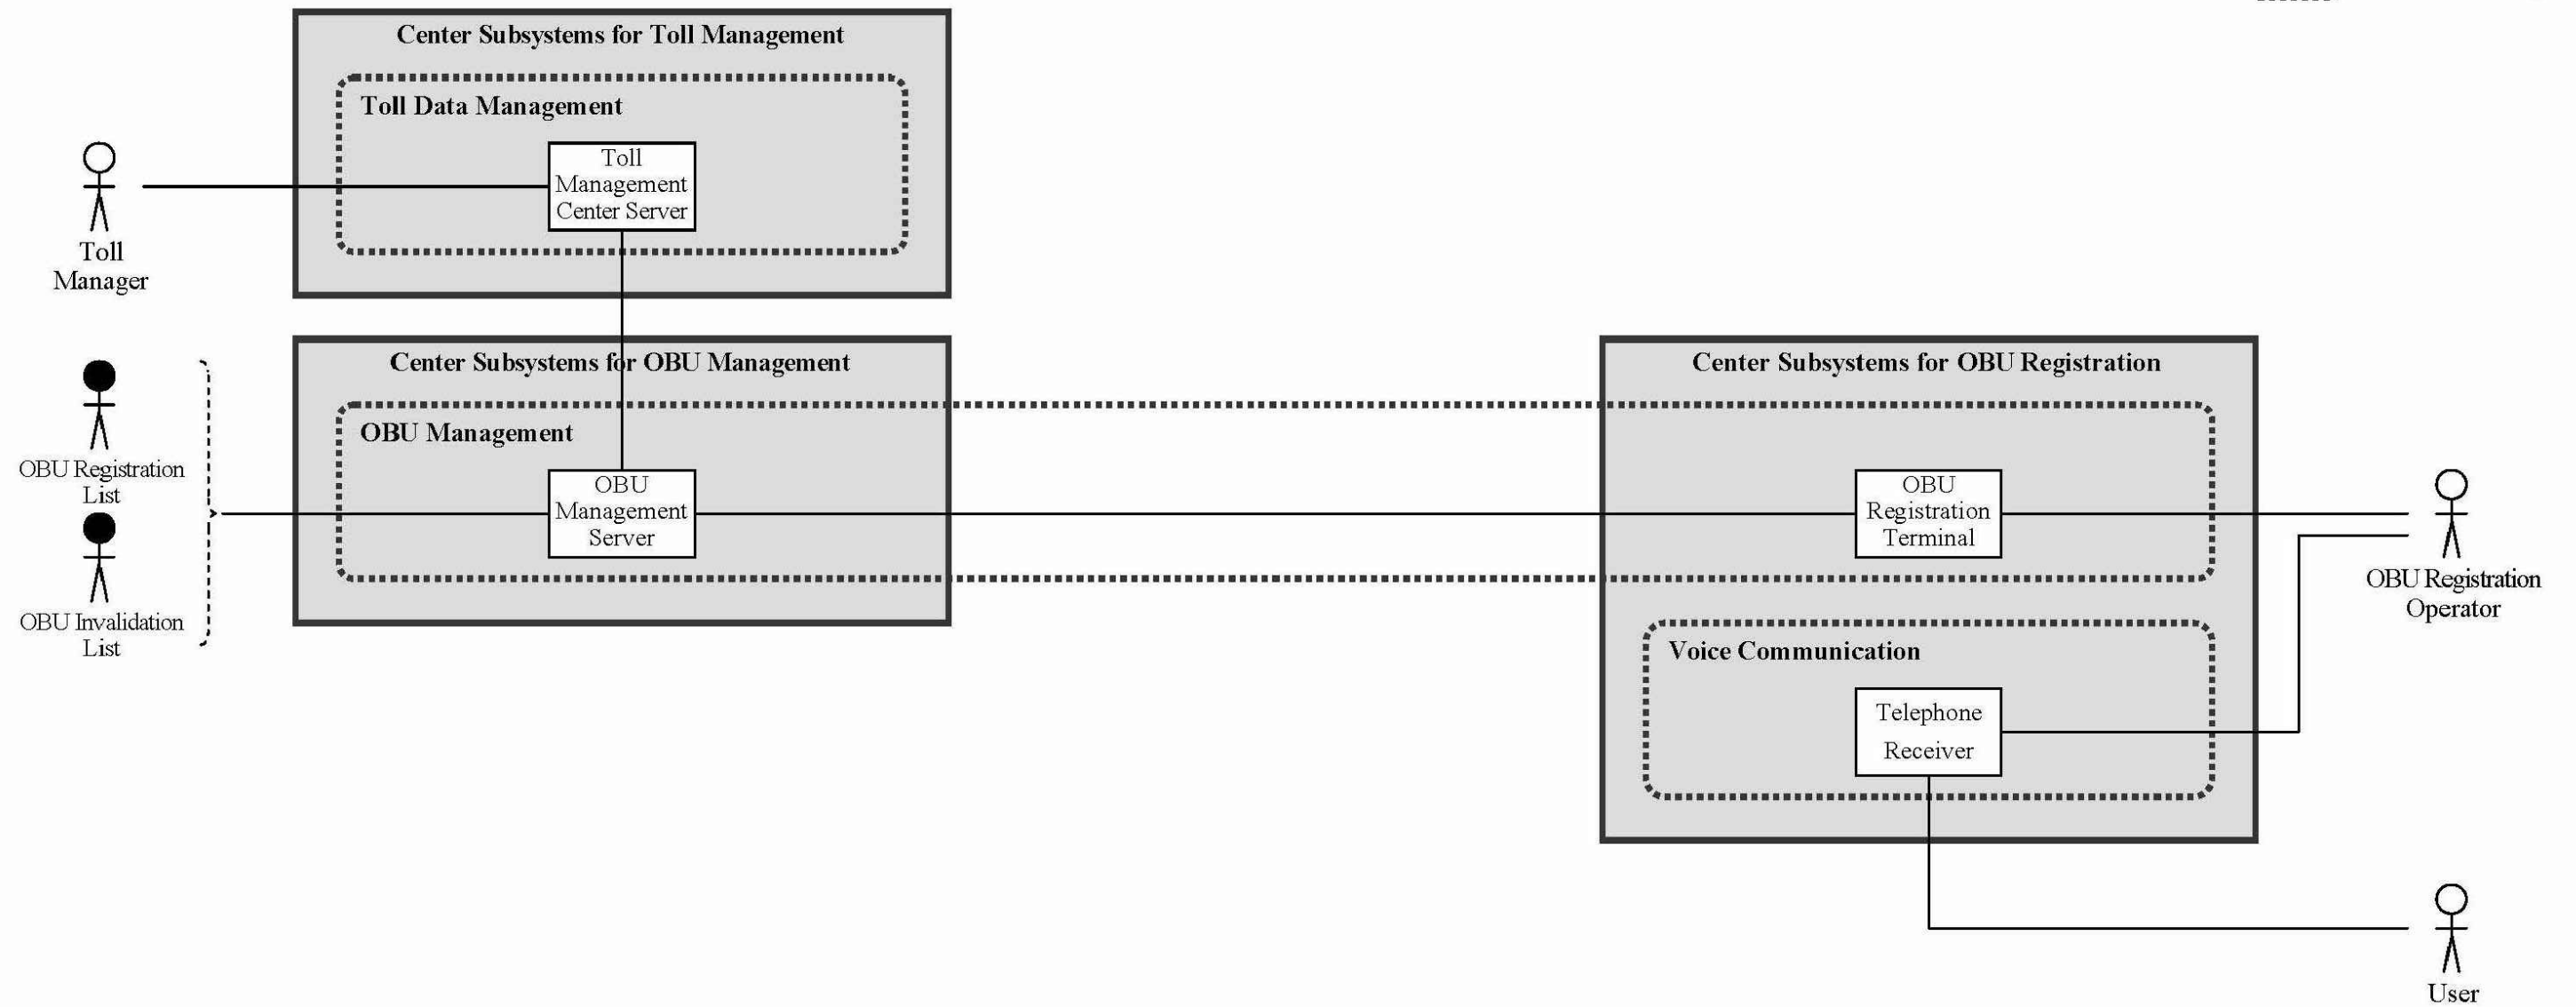 Center Subsystems for Toll Management
Toll Data Management
Toll
Management
Center Server
Toll
Manager
Center Subsystems for OBU Management
OBU Management
OBU
Management
Server
OBU Registration
List
OBU Invalidation
List
Center Subsystems for OBU Registration
OBU
Registration
Terminal
OBU Registration
Operator
Voice Communication
Telephone
Receiver
User